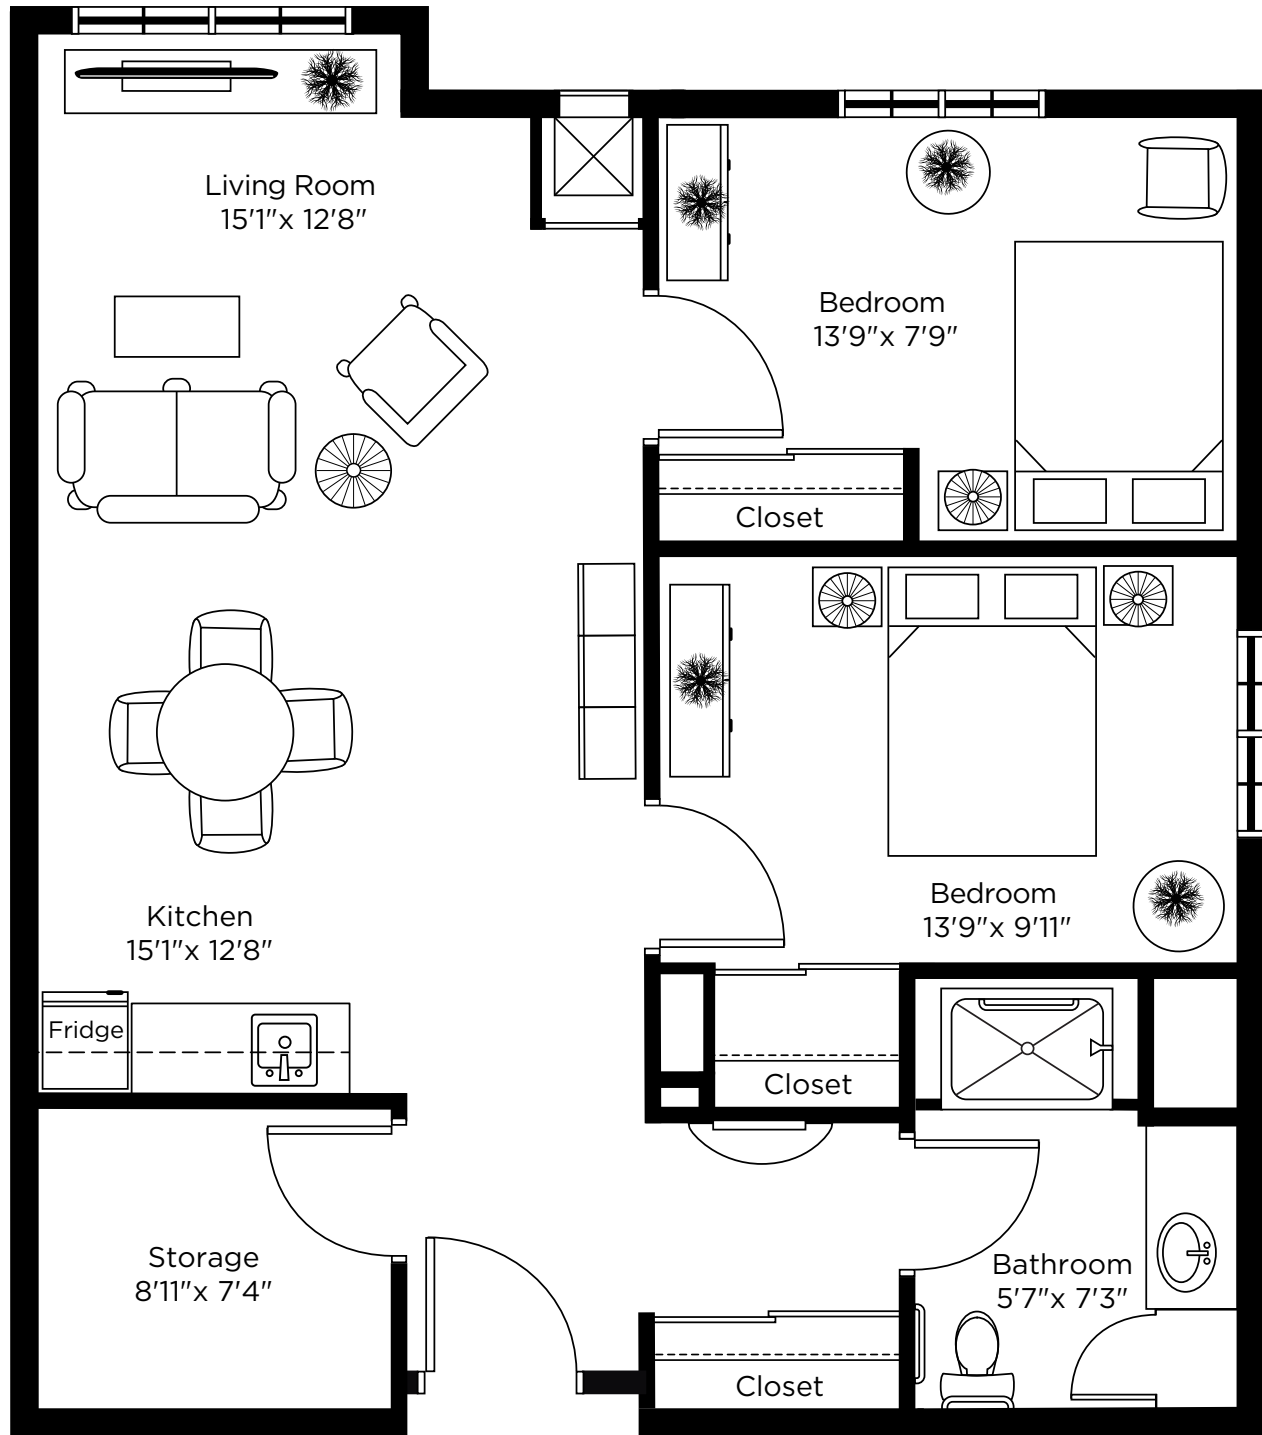 Living Room
15'1"x 12'8"
Bedroom
13'9"x 7'9"
Closet
Bedroom
13'9"x 9'11"
Kitchen
15'1"x 12'8"
Fridge
Closet
Storage
8'11"x 7'4"
Bathroom
5'7"x 7'3"
Closet